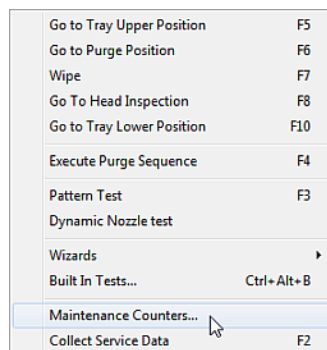 Go to Tray Upper Position F5
Go to Purge Position F6
Wipe F7
Go To Head Inspection F8
Go to Tray Lower Position F10
Execute Purge Sequence F4
Pattern Test F3
Dynamic Nozzle test
Wizards
Built In Tests... Ctrl+Alt+B
Maintenance Counters...
Collect Service Data F2